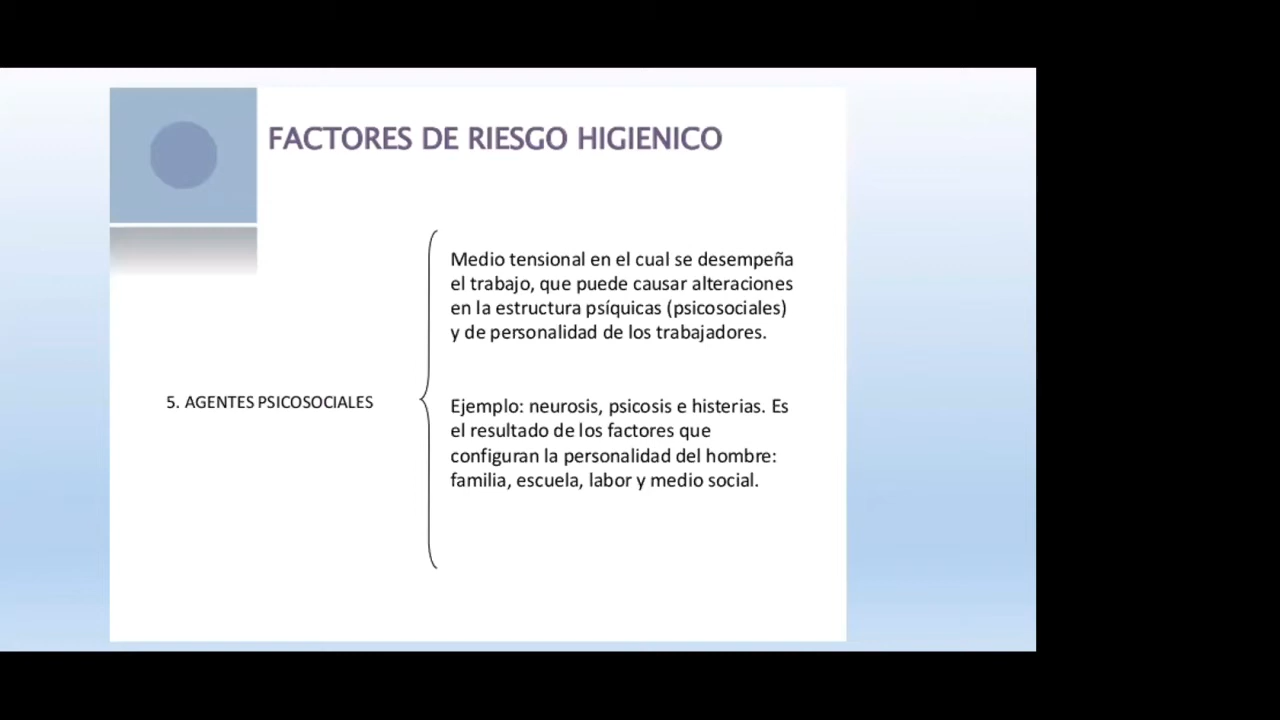 FACTORES DE RIESGO HIGIENICO
5. AGENTES PSICOSOCIALES
Medio tensional en el cual se desempeña
el trabajo, que puede causar alteraciones
en la estructura psíquicas (psicosociales)
y de personalidad de los trabajadores.
Ejemplo: neurosis, psicosis e histerias. Es
el resultado de los factores que
configuran la personalidad del hombre:
familia, escuela, labor y medio social.